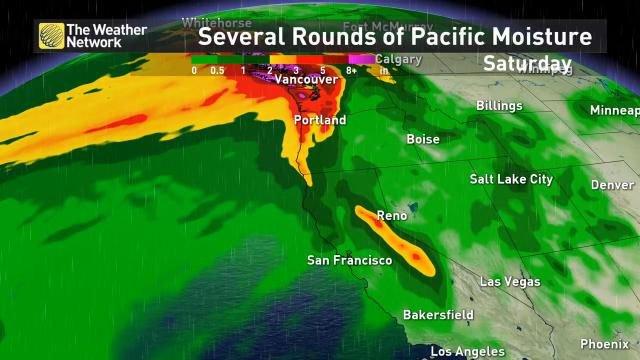 Whitehorse
Fort McMurray
The Weather
Network
Several Rounds of Pacific Moisture
Saturday
Winnipeg
Calgary
0 0.5 1 2 3 5 8+ in
Vancouver
Billings
Minneap
Portland
Boise
Salt Lake City
Denver
Reno
San Francisco
Las Vegas
Bakersfield
Phoenix
Los Angeles